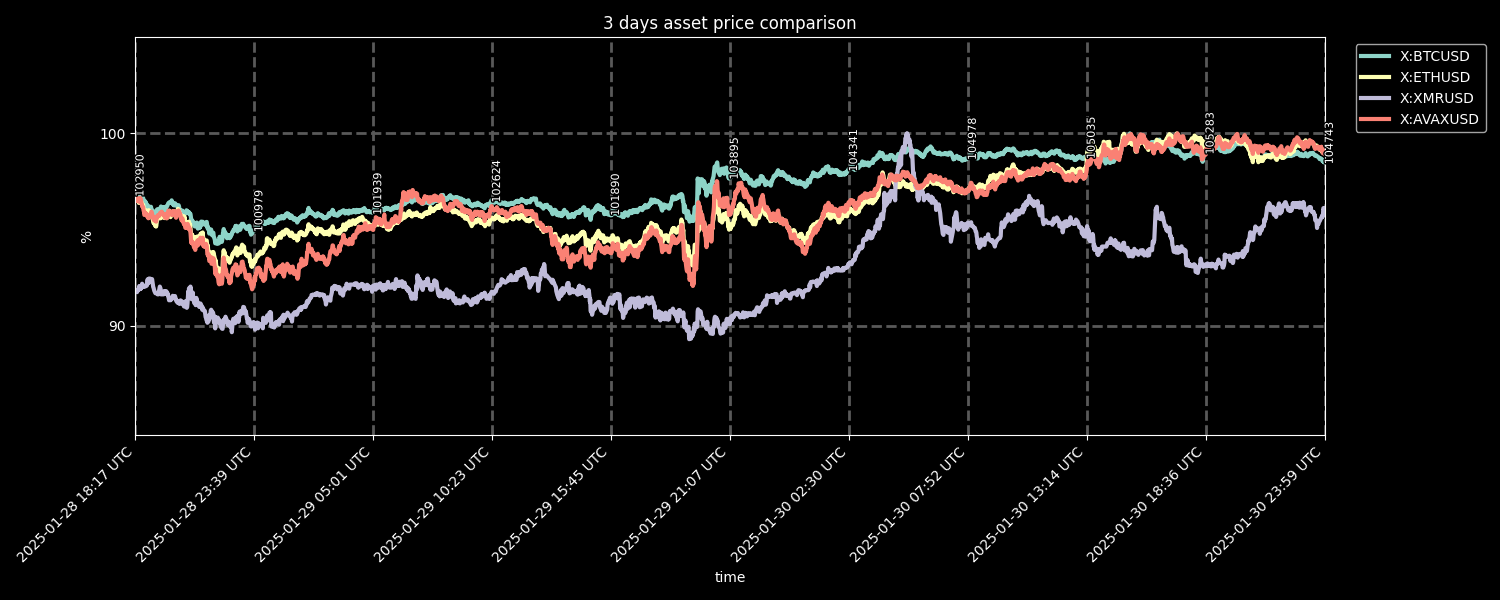 3 days asset price comparison
X:BTCUSD
X:ETHUSD
X:XMRUSD
X:AVAXUSD
100
90
%
102950
100979
101939
102624
101890
103895
104341
104978
105035
105283
104743
2025-01-28 18:17 UTC
2025-01-28 23:39 UTC
2025-01-29 05:01 UTC
2025-01-29 10:23 UTC
2025-01-29 15:45 UTC
2025-01-29 21:07 UTC
2025-01-30 02:30 UTC
2025-01-30 07:52 UTC
2025-01-30 13:14 UTC
2025-01-30 18:36 UTC
2025-01-30 23:59 UTC
time